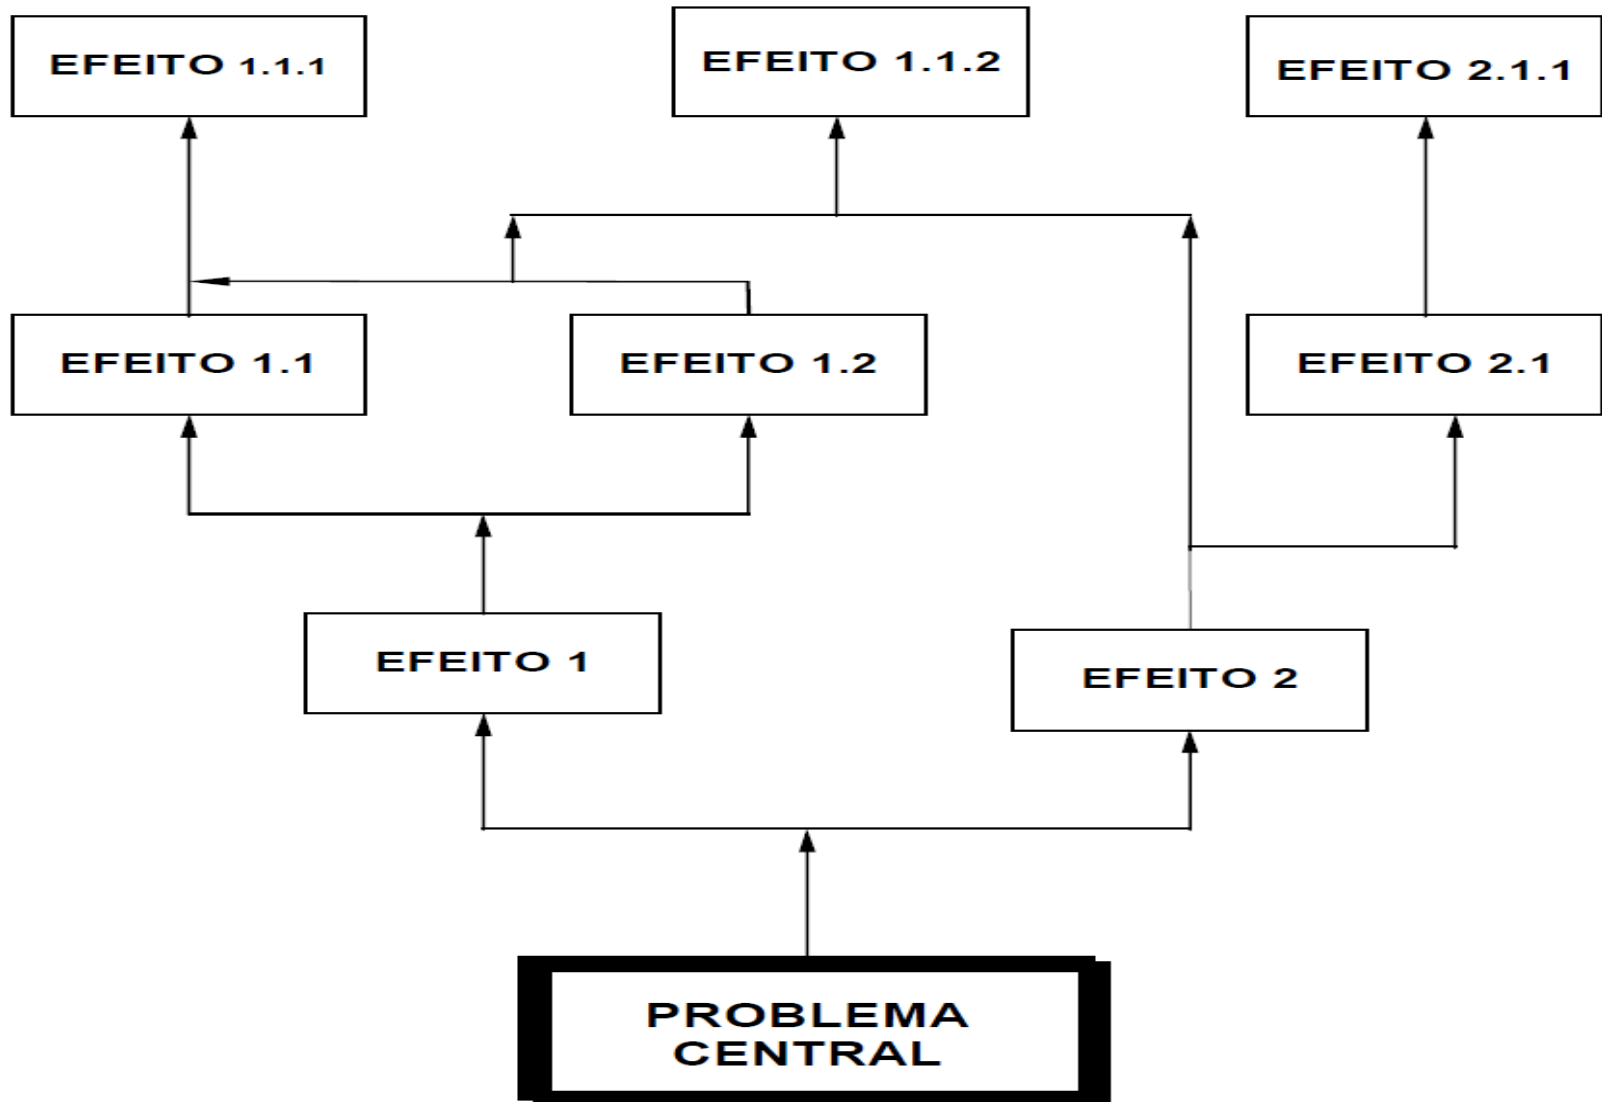 EFEITO 1.1.1
EFEITO 1.1.2
EFEITO 2.1.1
EFEITO 1.1
EFEITO 1.2
EFEITO 2.1
EFEITO 1
EFEITO 2
PROBLEMA
CENTRAL